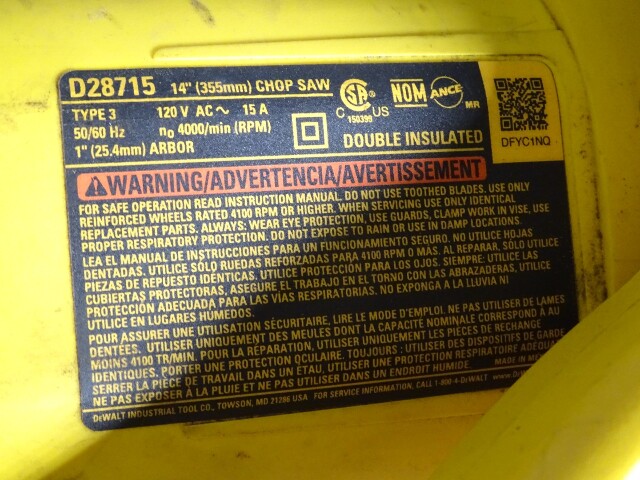 D28715 14" (355mm) CHOP SAW
TYPE 3 120 V AC~ 15 A
50/60 Hz no 4000/min (RPM)
1" (25.4mm) ARBOR
C SA US
150399
NOM ANCE MR
DOUBLE INSULATED
DFYC1NQ
WARNING/ADVERTENCIA/AVERTISSEMENT
FOR SAFE OPERATION READ INSTRUCTION MANUAL. DO NOT USE TOOTHED BLADES. USE ONLY
REINFORCED WHEELS RATED 4100 RPM OR HIGHER. WHEN SERVICING USE ONLY IDENTICAL
REPLACEMENT PARTS. ALWAYS: WEAR EYE PROTECTION, USE GUARDS, CLAMP WORK IN VISE, USE
PROPER RESPIRATORY PROTECTION. DO NOT EXPOSE TO RAIN OR USE IN DAMP LOCATIONS
LEA EL MANUAL DE INSTRUCCIONES PARA UN FUNCIONAMIENTO SEGURO. NO UTILICE HOJAS
DENTADAS. UTILICE SÓLO RUEDAS REFORZADAS PARA 4100 RPM O MÁS. AL REPARAR, SÓLO UTILICE
PIEZAS DE REPUESTO IDÉNTICAS. UTILICE PROTECCIÓN PARA LOS OJOS. SIEMPRE: UTILICE LAS
CUBIERTAS PROTECTORAS, ASEGURE EL TRABAJO EN EL TORNO CON LAS ABRAZADERAS, UTILICE
PROTECCIÓN ADECUADA PARA LAS VÍAS RESPIRATORIAS. NO EXPONGA A LA LLUVIA NI
UTILICE EN LUGARES HÚMEDOS.
POUR ASSURER UNE UTILISATION SÉCURITAIRE, LIRE LE MODE D'EMPLOI. NE PAS UTILISER DE LAMES
DENTÉES. UTILISER UNIQUEMENT DES MEULES DONT LA CAPACITÉ NOMINALE CORRESPOND À AU
MOINS 4100 TR/MIN. POUR LA RÉPARATION, UTILISER UNIQUEMENT LES PIÈCES DE RECHANGE
IDENTIQUES. PORTER UNE PROTECTION OCULAIRE. TOUJOURS : UTILISER DES DISPOSITIFS DE GARDE,
SERRER LA PIÈCE DE TRAVAIL DANS UN ÉTAU, UTILISER UNE PROTECTION RESPIRATOIRE ADEQUA
NE PAS EXPOSER À LA PLUIE ET NE PAS UTILISER DANS UN ENDROIT HUMIDE. MADE IN
DEWALT INDUSTRIAL TOOL CO., TOWSON, MD 21286 USA FOR SERVICE INFORMATION, CALL 1-800-4-DEWALT www.D